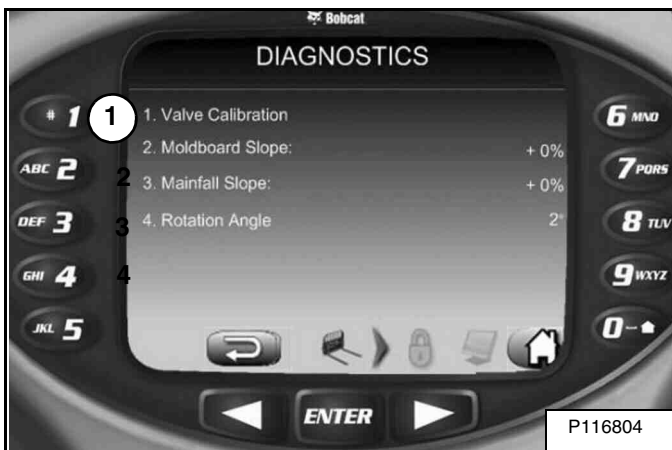 Bobcat
DIAGNOSTICS
# 1
1
1. Valve Calibration
6 MNO
2. Moldboard Slope: + 0%
ABC 2
2
3. Mainfall Slope: + 0%
7 PQRS
DEF 3
3
4. Rotation Angle 2°
8 TUV
GHI 4
4
9 WXYZ
JKL 5
0-
ENTER
P116804